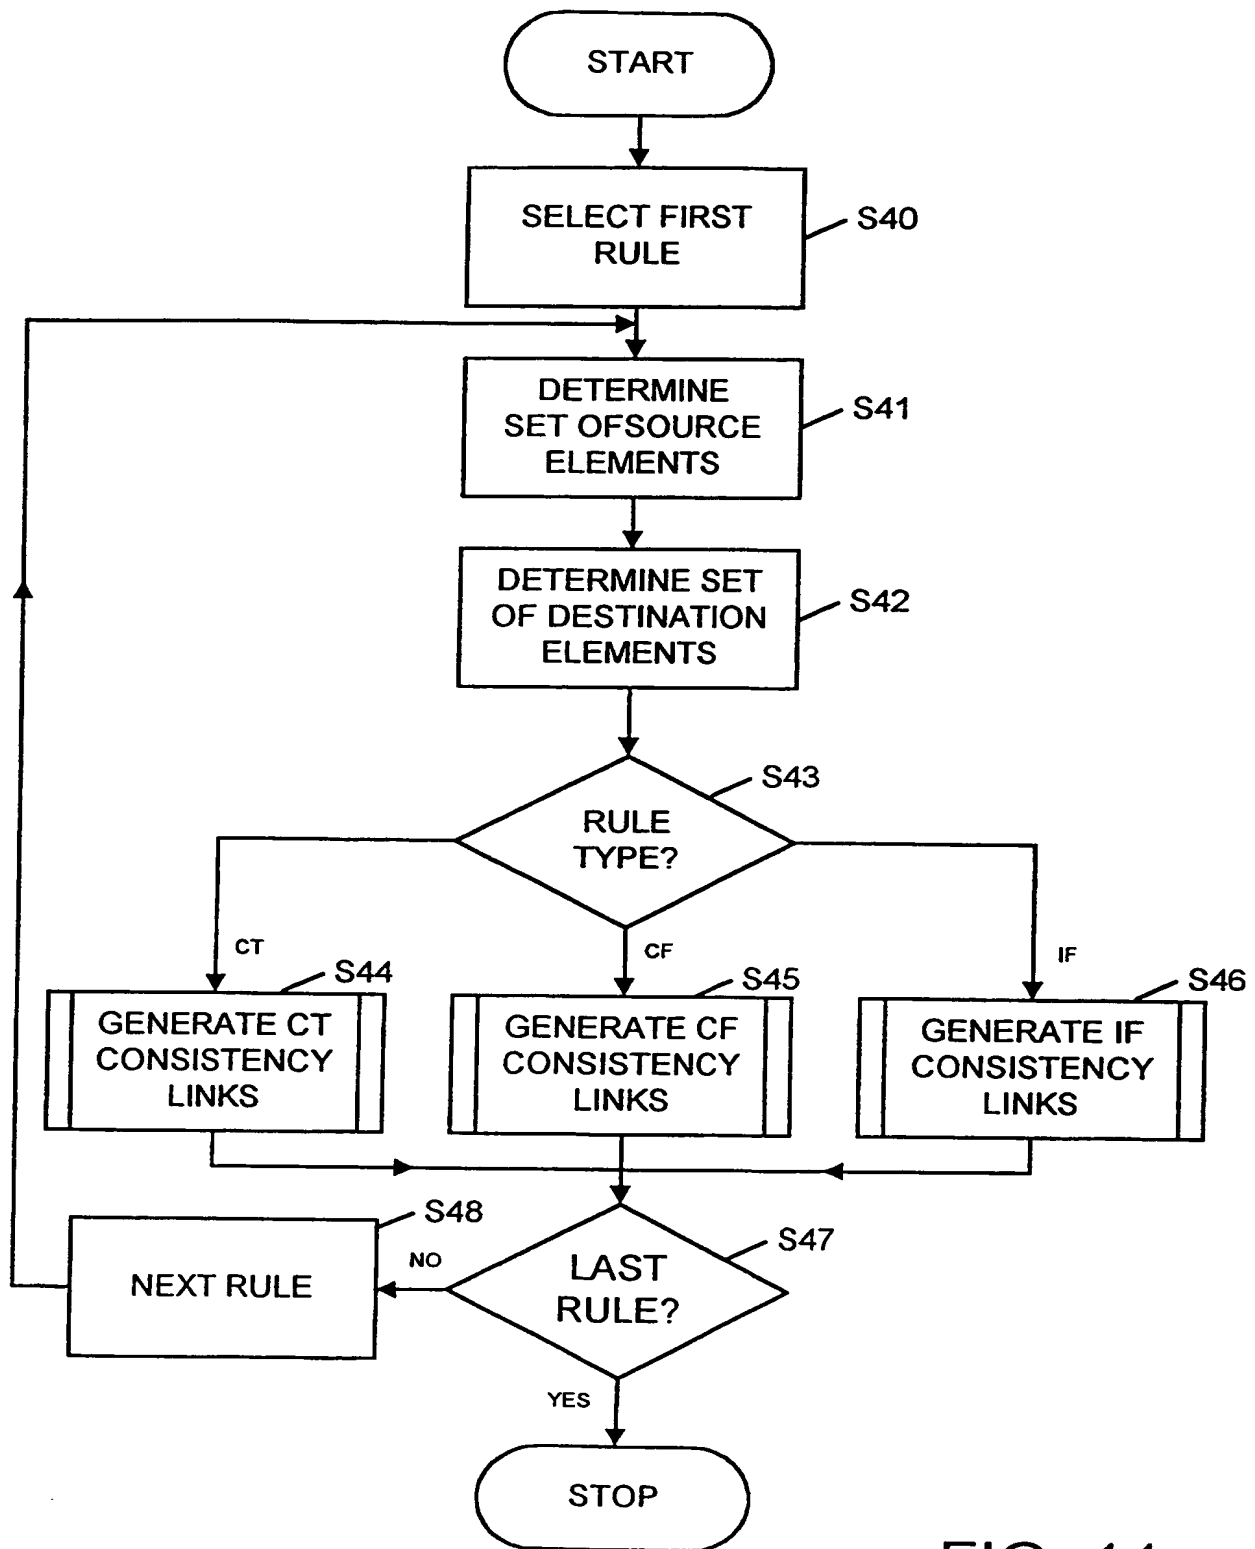 START
SELECT FIRST
RULE
S40
DETERMINE
SET OFSOURCE
ELEMENTS
S41
DETERMINE SET
OF DESTINATION
ELEMENTS
S42
RULE
TYPE?
S43
CT
CF
IF
GENERATE CT
CONSISTENCY
LINKS
S44
GENERATE CF
CONSISTENCY
LINKS
S45
GENERATE IF
CONSISTENCY
LINKS
S46
NEXT RULE
S48
NO
LAST
RULE?
S47
YES
STOP